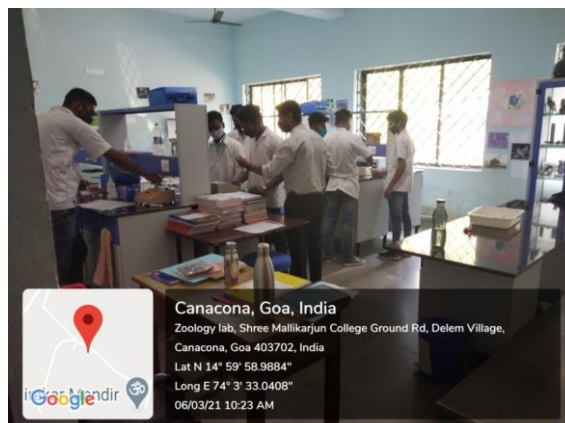 Canacona, Goa, India
Zoology lab, Shree Mallikarjun College Ground Rd, Delem Village,
Canacona, Goa 403702, India
Lat N 14° 59' 58.9884"
Long E 74° 3' 33.0408"
06/03/21 10:23 AM
Mandir
Google